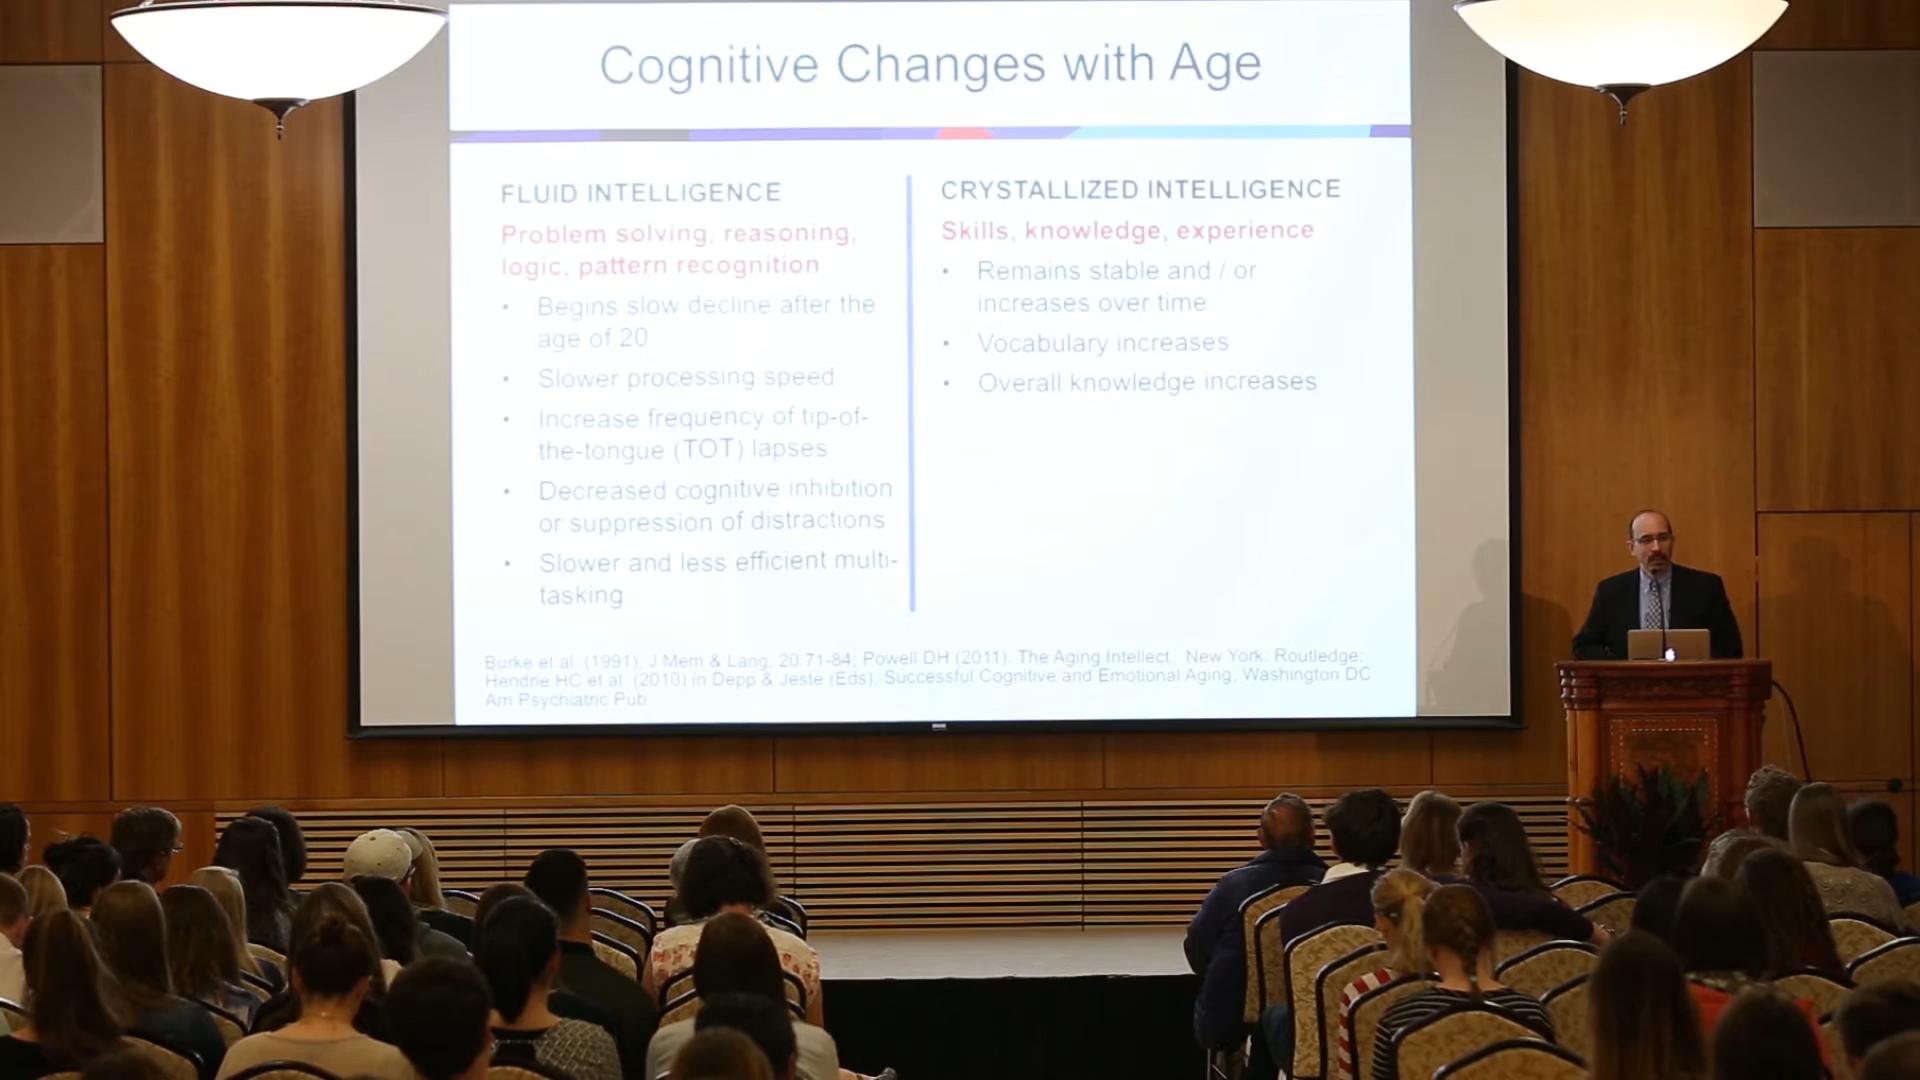 Cognitive Changes with Age
FLUID INTELLIGENCE
Problem solving, reasoning,
logic, pattern recognition
• Begins slow decline after the
age of 20
• Slower processing speed
• Increase frequency of tip-of-
the-tongue (TOT) lapses
• Decreased cognitive inhibition
or suppression of distractions
• Slower and less efficient multi-
tasking
CRYSTALLIZED INTELLIGENCE
Skills, knowledge, experience
• Remains stable and / or
increases over time
• Vocabulary increases
• Overall knowledge increases
Burke et al. (1991), J Mem & Lang, 20:71-84; Powell DH (2011). The Aging Intellect. New York: Routledge;
Hendrie HC et al. (2010) in Depp & Jeste (Eds), Successful Cognitive and Emotional Aging, Washington DC
Am Psychiatric Pub